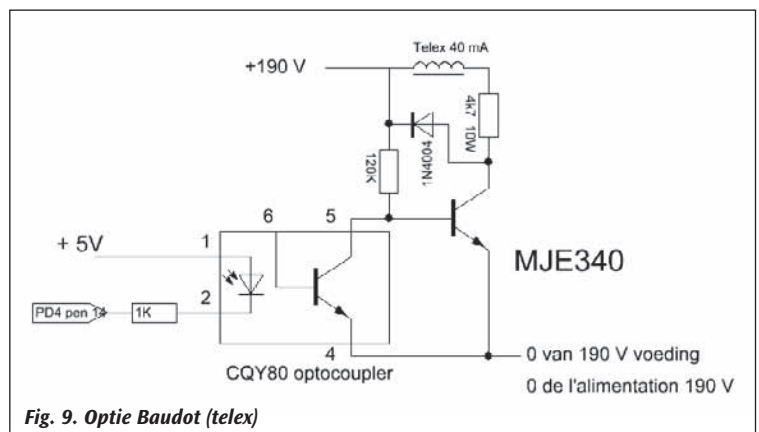 Telex 40 mA
+190 V
4k7 10W
1N4004
120K
6 5
+ 5V
1
2
PD4 pen 14
1K
MJE340
4
CQY80 optocoupler
0 van 190 V voeding
0 de l'alimentation 190 V
Fig. 9. Optie Baudot (telex)